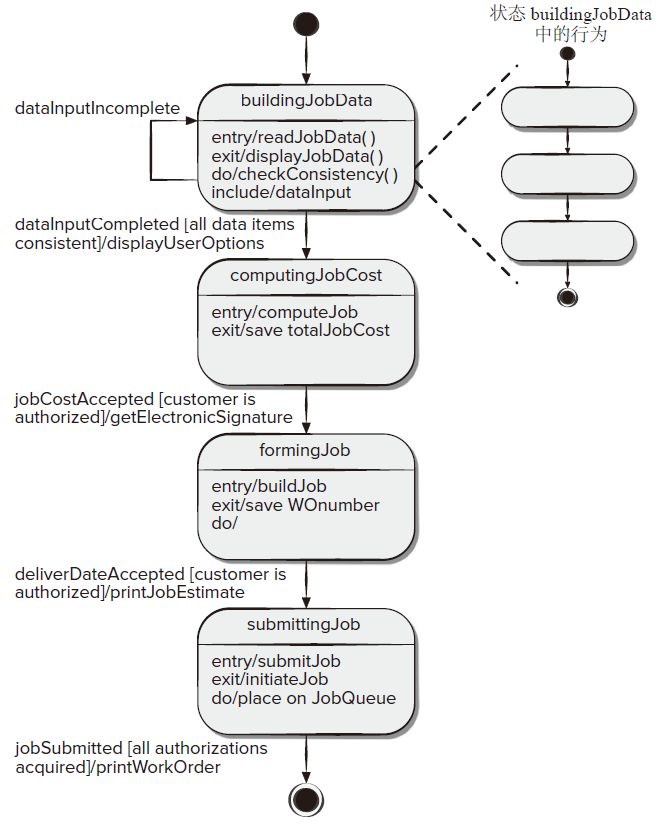 状态 buildingJobData
中的行为
buildingJobData
dataInputIncomplete
entry/readJobData( )
exit/displayJobData( )
do/checkConsistency( )
include/dataInput
dataInputCompleted [all data items
consistent]/displayUserOptions
computingJobCost
entry/computeJob
exit/save totalJobCost
jobCostAccepted [customer is
authorized]/getElectronicSignature
formingJob
entry/buildJob
exit/save WOnumber
do/
deliverDateAccepted [customer is
authorized]/printJobEstimate
submittingJob
entry/submitJob
exit/initiateJob
do/place on JobQueue
jobSubmitted [all authorizations
acquired]/printWorkOrder